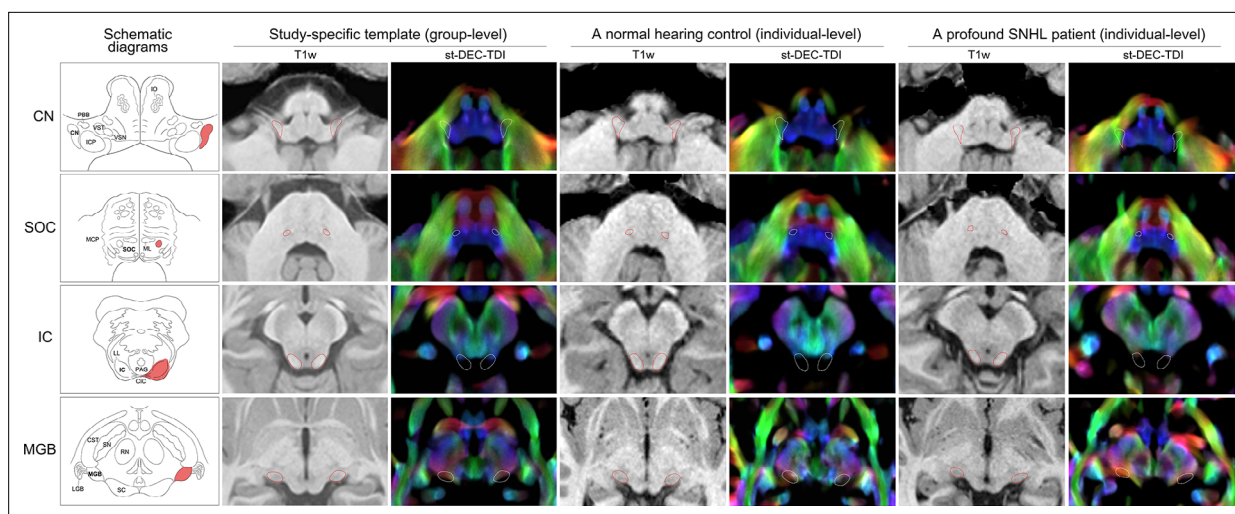 Schematic
diagrams
Study-specific template (group-level)
A normal hearing control (individual-level)
A profound SNHL patient (individual-level)
T1w
st-DEC-TDI
T1w
st-DEC-TDI
T1w
st-DEC-TDI
CN
IO
PBB
CN
VST
VSN
ICP
SOC
MCP
SOC
ML
IC
LL
IC
PAG
CIC
MGB
CST
SN
RN
MGB
LGB
SC